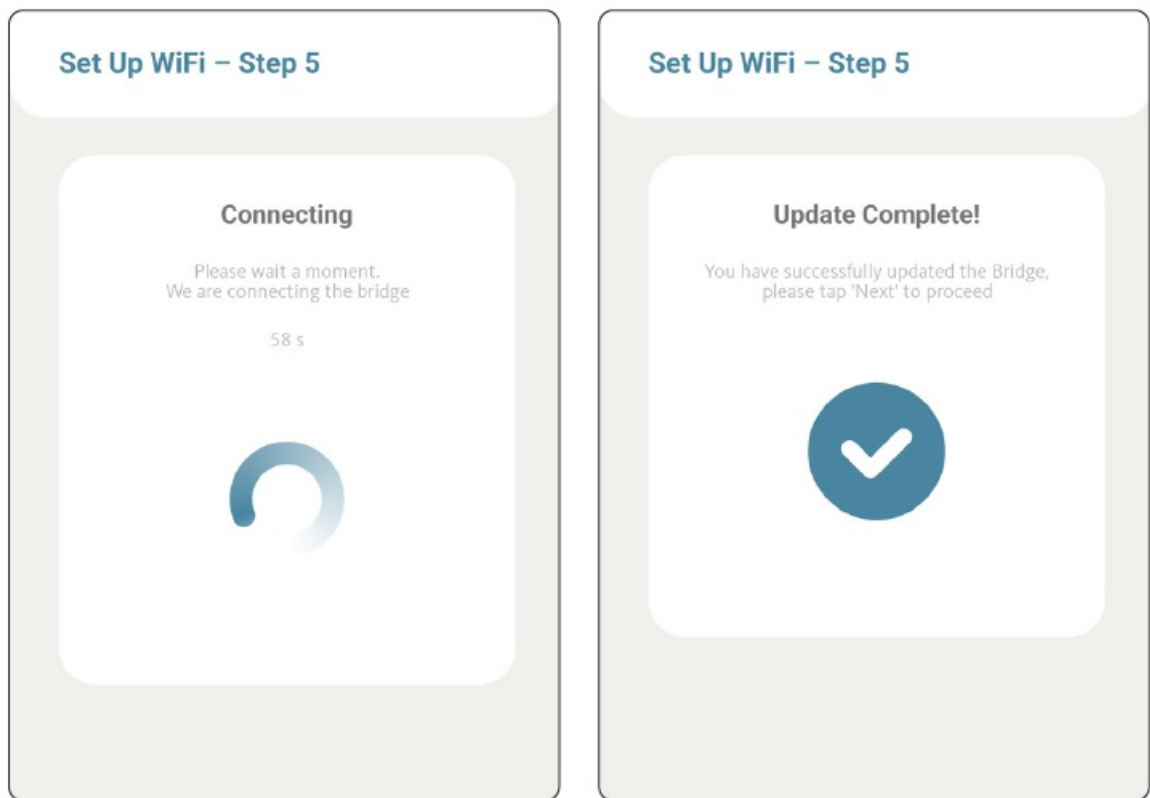 Set Up WiFi – Step 5
Connecting
Please wait a moment.
We are connecting the bridge
58 s
Set Up WiFi – Step 5
Update Complete!
You have successfully updated the Bridge,
please tap 'Next' to proceed